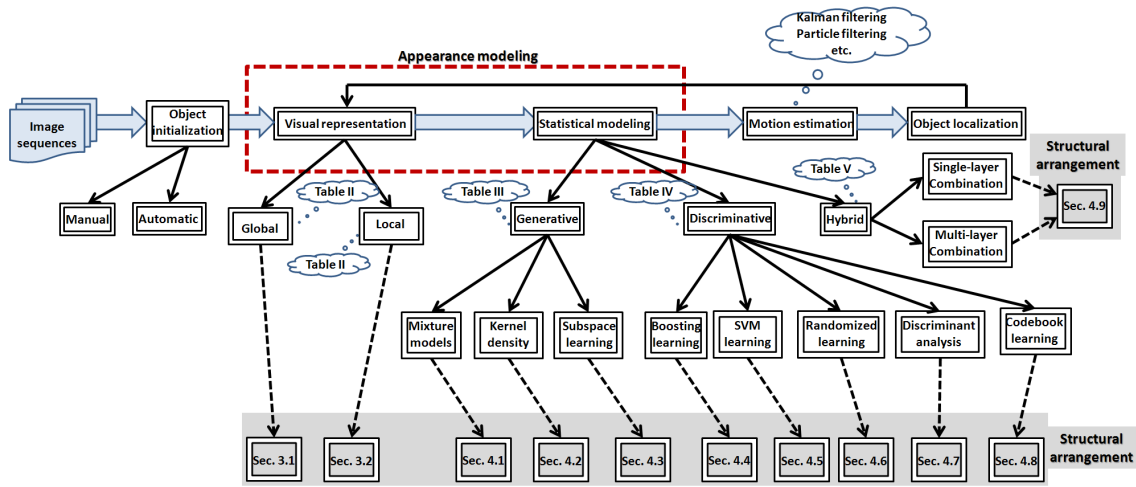 Kalman filtering
Particle filtering
etc.
Appearance modeling
Image
sequences
Object
initialization
Visual representation
Statistical modeling
Motion estimation
Object localization
Structural
arrangement
Manual
Automatic
Table II
Global
Local
Table II
Table III
Generative
Table IV
Discriminative
Table V
Hybrid
Single-layer
Combination
Multi-layer
Combination
Sec. 4.9
Mixture
models
Kernel
density
Subspace
learning
Boosting
learning
SVM
learning
Randomized
learning
Discriminant
analysis
Codebook
learning
Sec. 3.1
Sec. 3.2
Sec. 4.1
Sec. 4.2
Sec. 4.3
Sec. 4.4
Sec. 4.5
Sec. 4.6
Sec. 4.7
Sec. 4.8
Structural
arrangement